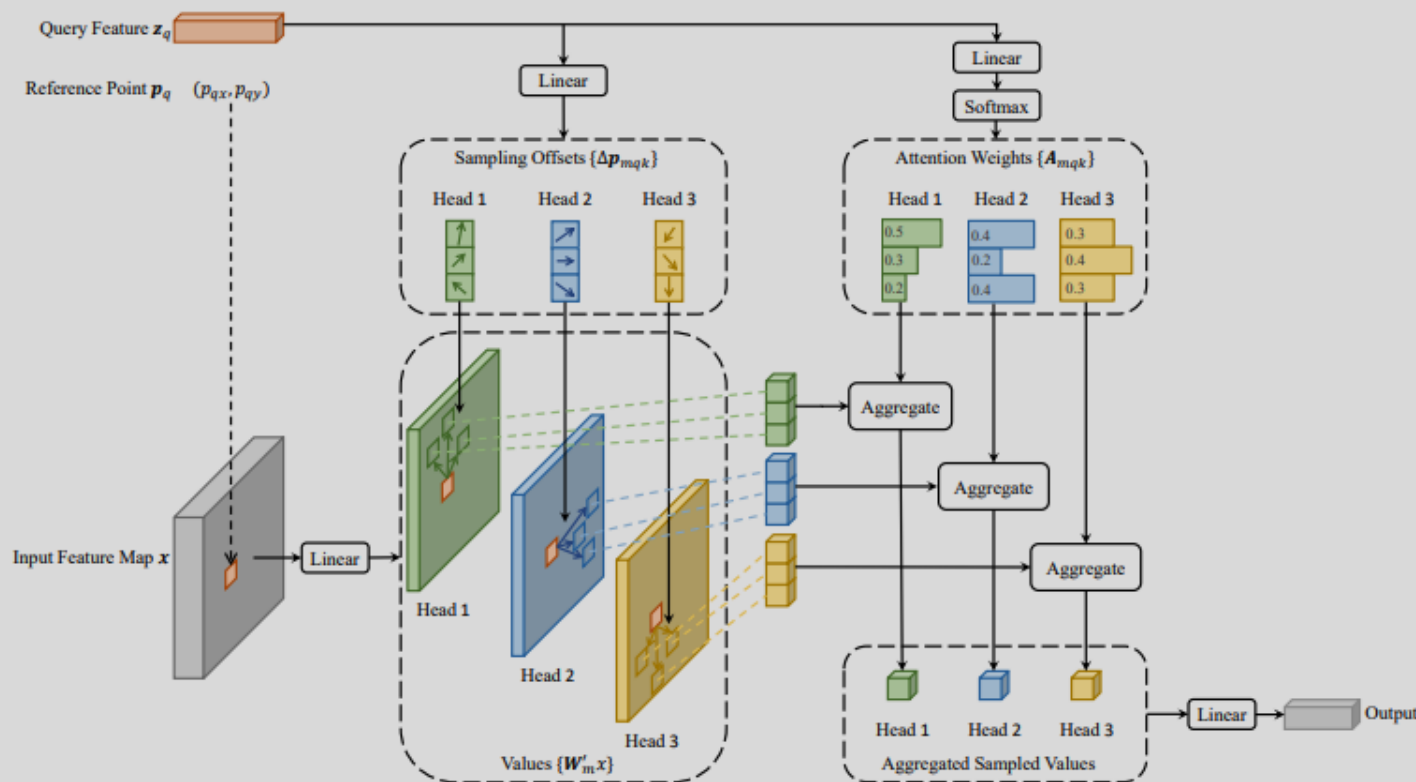 Query Feature z_q
Linear
Linear
Reference Point p_q (p_qx, p_qy)
Softmax
Sampling Offsets {Δp_mqk}
Attention Weights {A_mqk}
Head 1 Head 2 Head 3
Head 1 Head 2 Head 3
0.5 0.4 0.3
0.3 0.2 0.4
0.2 0.4 0.3
Aggregate
Aggregate
Aggregate
Input Feature Map x
Linear
Head 1
Head 2
Head 3
Values {W'_m x}
Head 1 Head 2 Head 3
Aggregated Sampled Values
Linear
Output